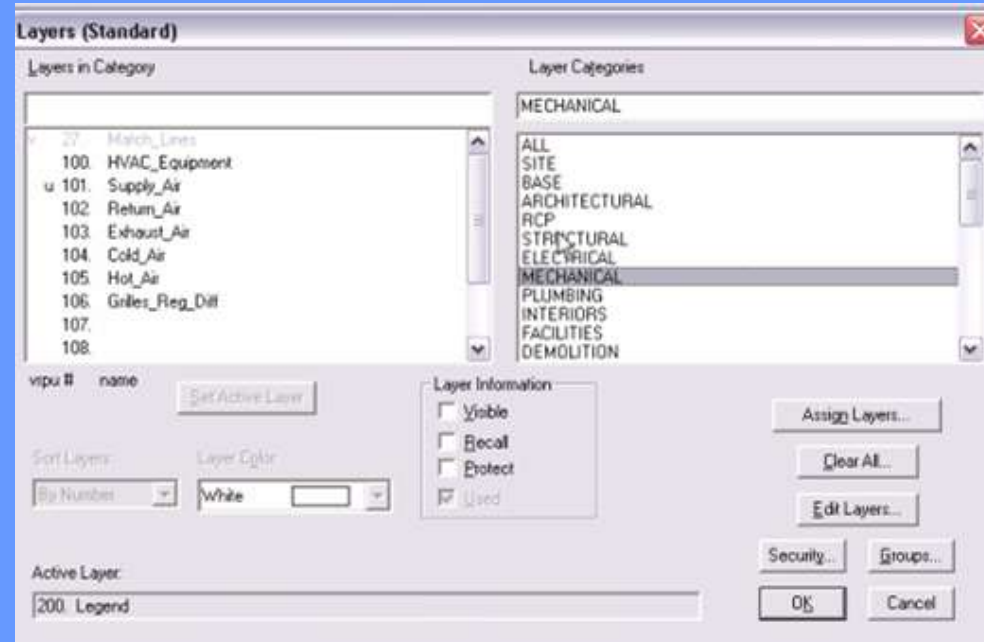 Layers (Standard)
Layers in Category
Layer Categories
MECHANICAL
v 27. Match_Lines
100. HVAC_Equipment
u 101. Supply_Air
102. Return_Air
103. Exhaust_Air
104. Cold_Air
105. Hot_Air
106. Grilles_Reg_Diff
107.
108.
ALL
SITE
BASE
ARCHITECTURAL
RCP
STRUCTURAL
ELECTRICAL
MECHANICAL
PLUMBING
INTERIORS
FACILITIES
DEMOLITION
vrpu # name
Set Active Layer
Sort Layers:
By Number
Layer Color
White
Layer Information
Visible
Recall
Protect
Used
Assign Layers...
Clear All...
Edit Layers...
Security...
Groups...
Active Layer:
200. Legend
OK
Cancel